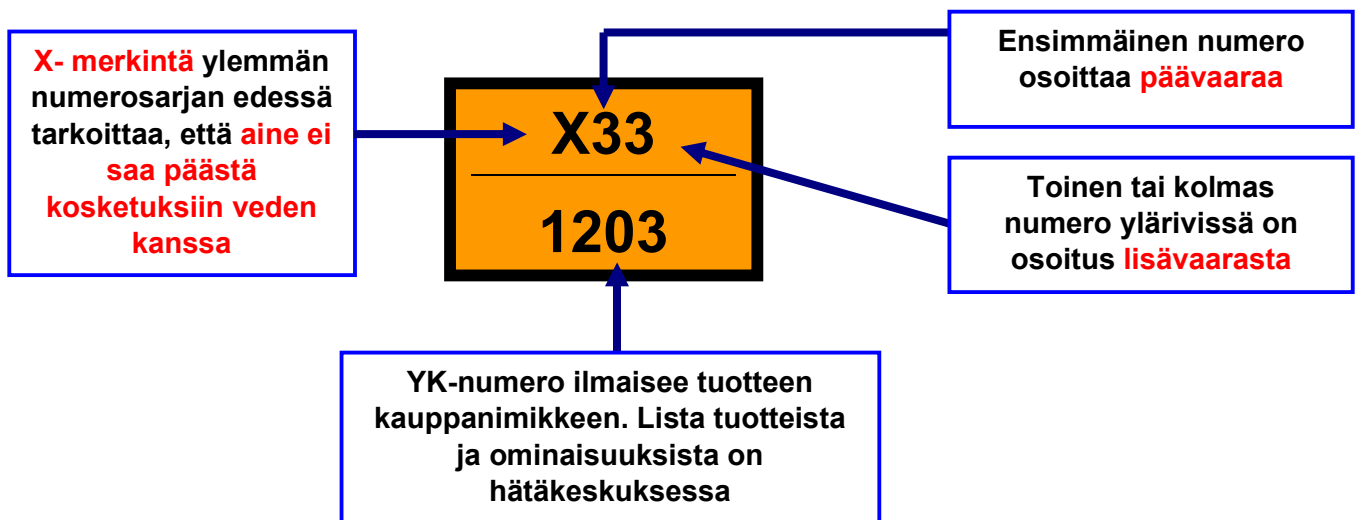 X- merkintä ylemmän
numerosarjan edessä
tarkoittaa, että aine ei
saa päästä
kosketuksiin veden
kanssa
X33
1203
Ensimmäinen numero
osoittaa päävaaraa
Toinen tai kolmas
numero ylärivissä on
osoitus lisävaarasta
YK-numero ilmaisee tuotteen
kauppanimikkeen. Lista tuotteista
ja ominaisuuksista on
hätäkeskuksessa